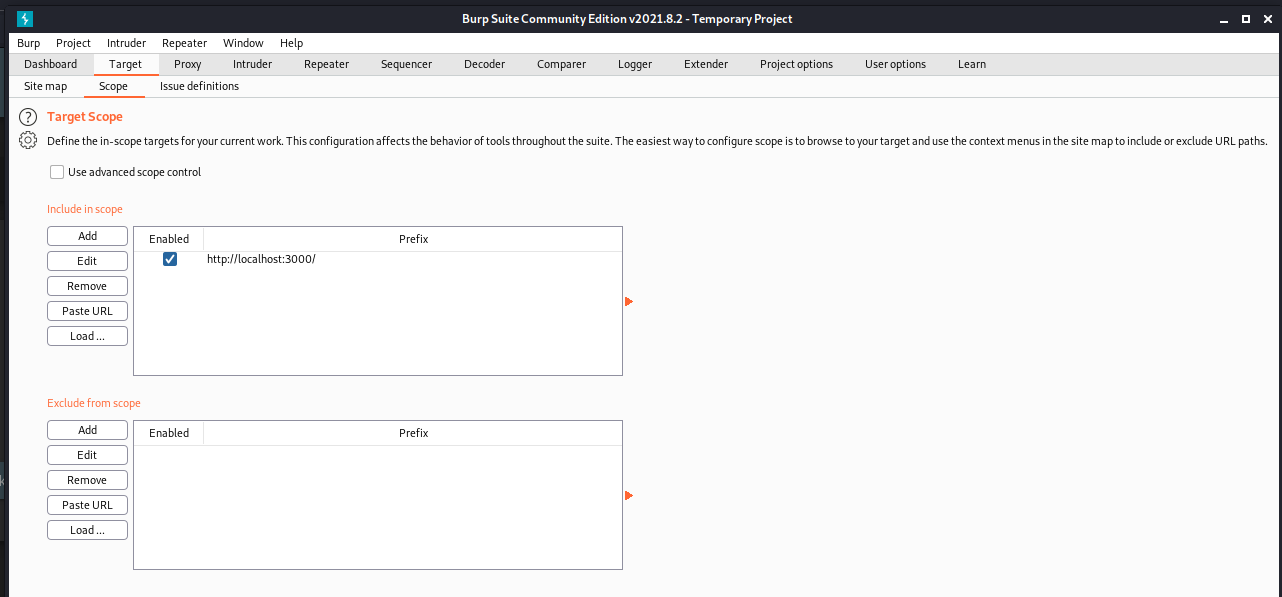 Burp Suite Community Edition v2021.8.2 - Temporary Project
Burp Project Intruder Repeater Window Help
Dashboard Target Proxy Intruder Repeater Sequencer Decoder Comparer Logger Extender Project options User options Learn
Site map Scope Issue definitions
? Target Scope
Define the in-scope targets for your current work. This configuration affects the behavior of tools throughout the suite. The easiest way to configure scope is to browse to your target and use the context menus in the site map to include or exclude URL paths.
Use advanced scope control
Include in scope
Add Enabled Prefix
Edit http://localhost:3000/
Remove
Paste URL
Load ...
Exclude from scope
Add Enabled Prefix
Edit
Remove
Paste URL
Load ...